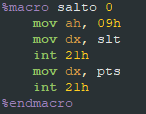 %macro salto 0
mov ah, 09h
mov dx, slt
int 21h
mov dx, pts
int 21h
%endmacro